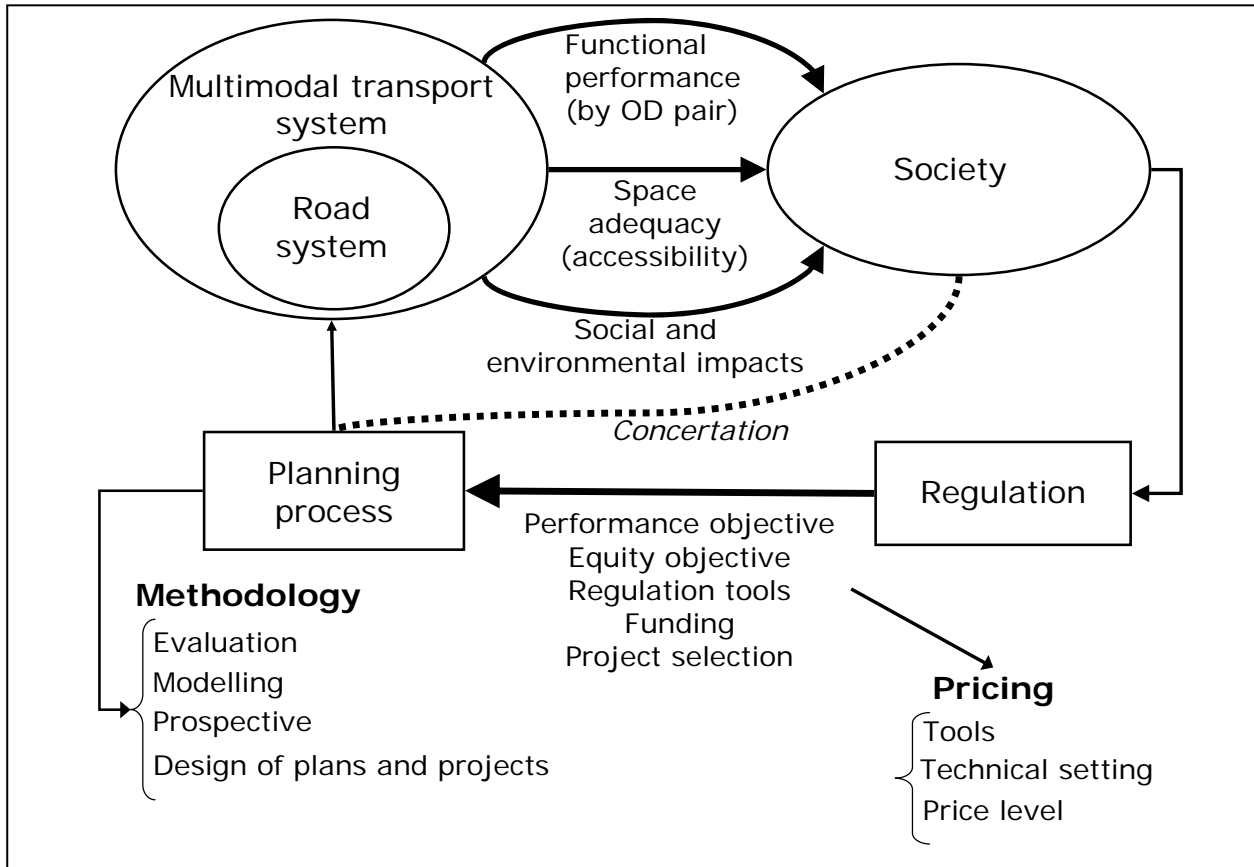 Multimodal transport
system
Road
system
Functional
performance
(by OD pair)
Space
adequacy
(accessibility)
Social and
environmental impacts
Society
Concertation
Planning
process
Regulation
Performance objective
Equity objective
Regulation tools
Funding
Project selection
Methodology
Evaluation
Modelling
Prospective
Design of plans and projects
Pricing
Tools
Technical setting
Price level